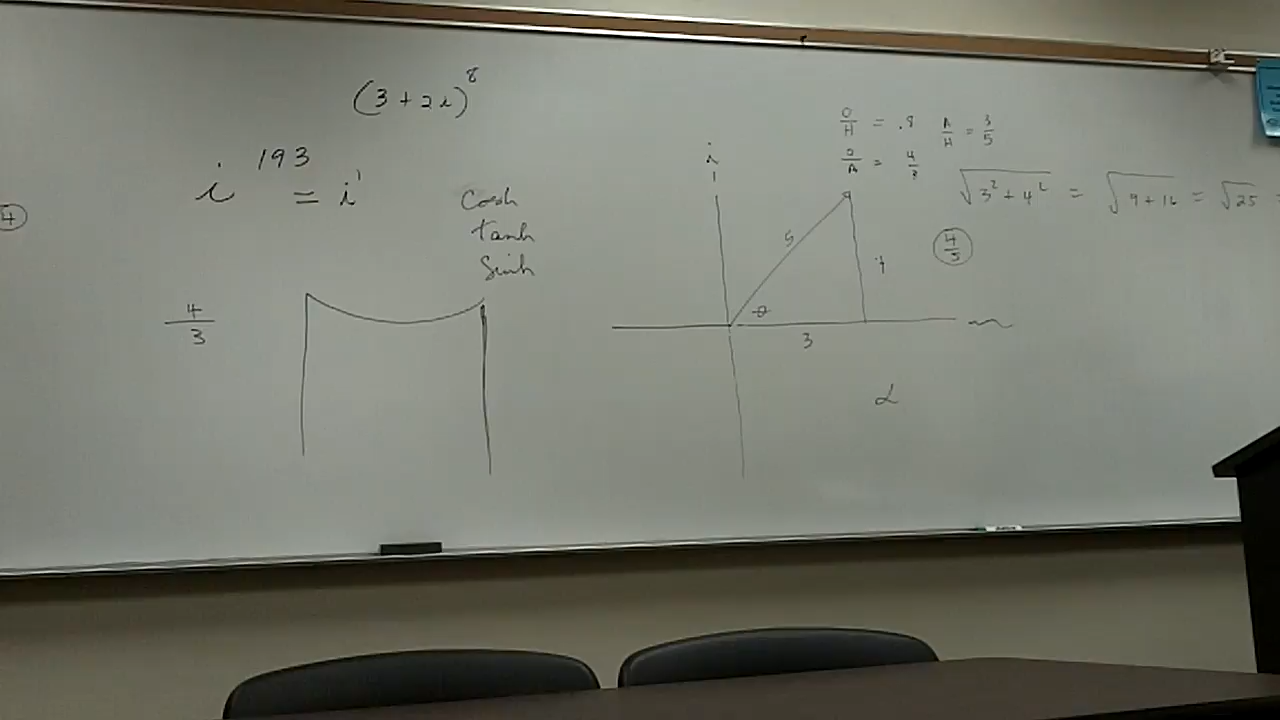 (3+2i)^8
i^193 = i^1
4
cosh
tanh
sinh
4/3
i
O/H = .8 A/H = 3/5
O/A = 4/3
√3²+4² = √9+16 = √25 =
5
4
4/5
θ
3
α